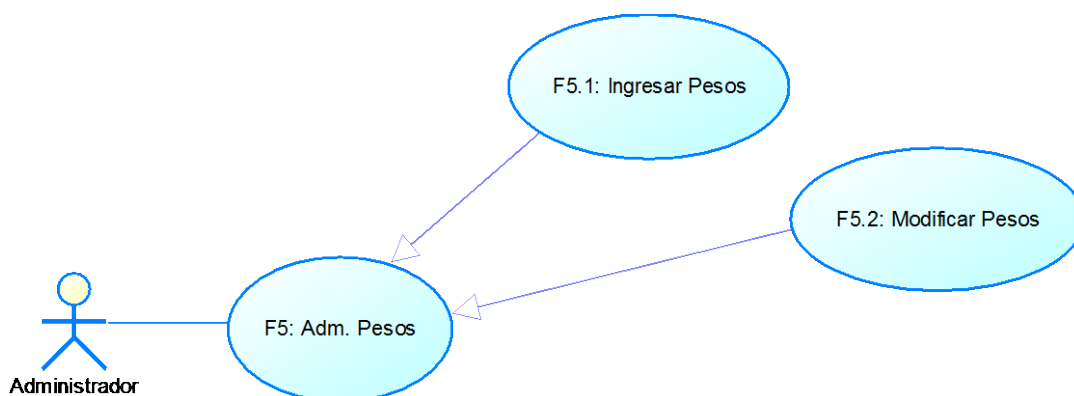 F5.1: Ingresar Pesos
F5.2: Modificar Pesos
F5: Adm. Pesos
Administrador